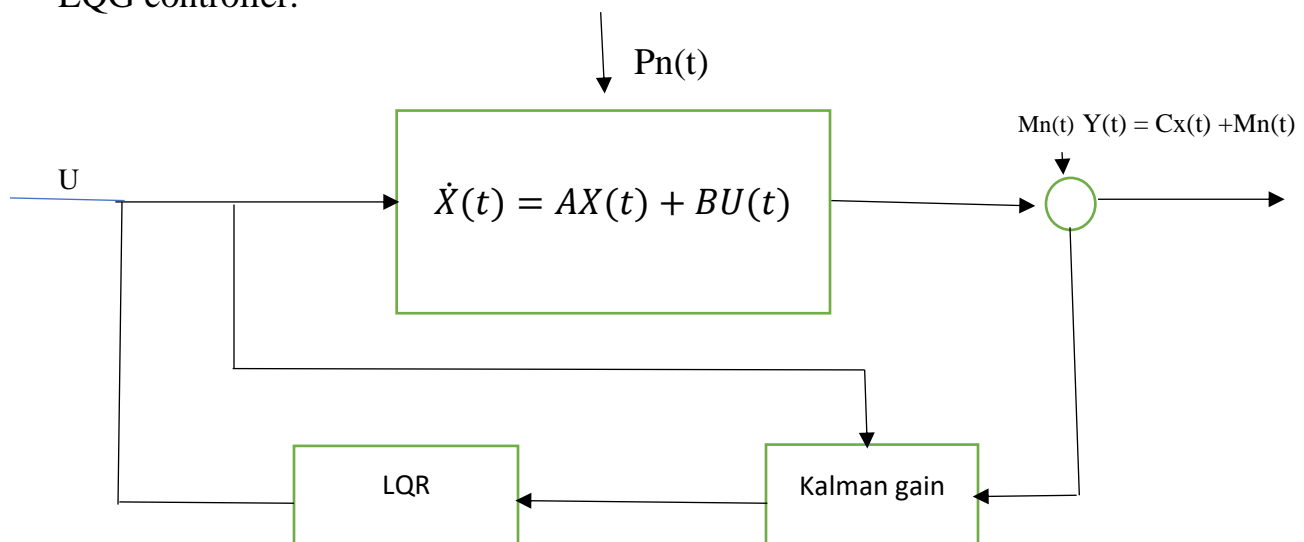 LQG controller.
Pn(t)
Mn(t) Y(t) = Cx(t) +Mn(t)
U
Ẋ(t) = AX(t) + BU(t)
LQR
Kalman gain